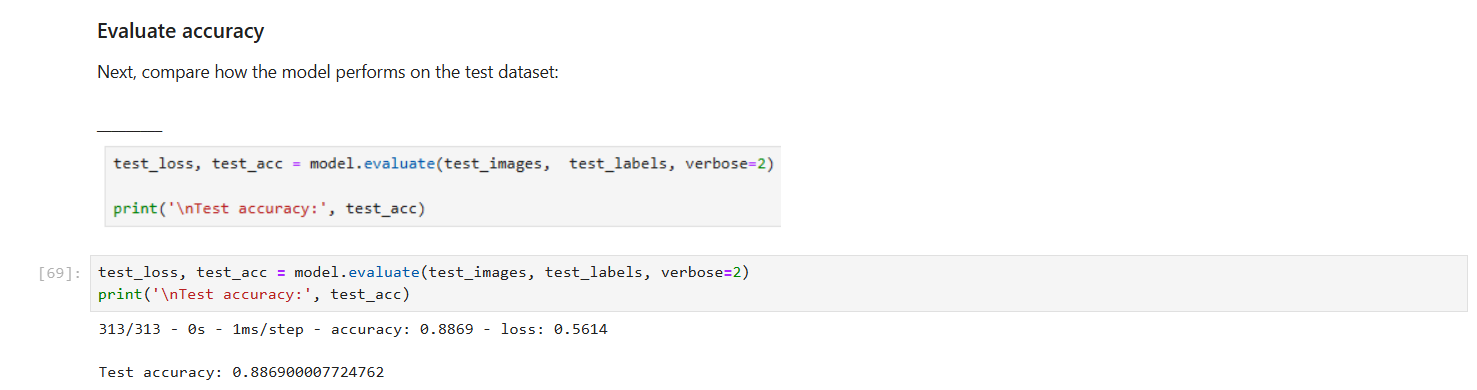 Evaluate accuracy
Next, compare how the model performs on the test dataset:
test_loss, test_acc = model.evaluate(test_images,  test_labels, verbose=2)
print('\nTest accuracy:', test_acc)
[69]: test_loss, test_acc = model.evaluate(test_images, test_labels, verbose=2)
print('\nTest accuracy:', test_acc)
313/313 - 0s - 1ms/step - accuracy: 0.8869 - loss: 0.5614
Test accuracy: 0.886900007724762